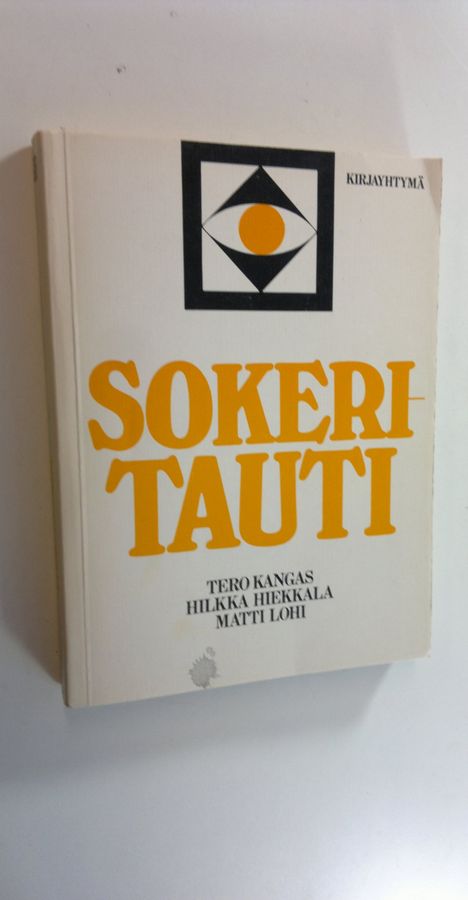 KIRJAYHTYMÄ
SOKERI-
TAUTI
TERO KANGAS
HILKKA HIEKKALA
MATTI LOHI